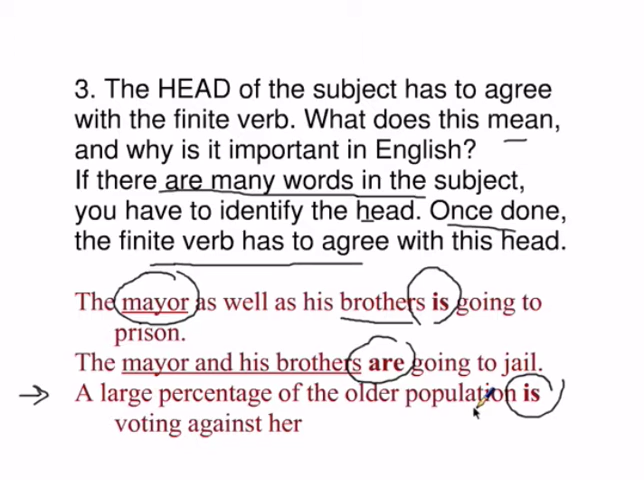 3. The HEAD of the subject has to agree
with the finite verb. What does this mean,
and why is it important in English?
If there are many words in the subject,
you have to identify the head. Once done,
the finite verb has to agree with this head.
The mayor as well as his brothers is going to
prison.
The mayor and his brothers are going to jail.
A large percentage of the older population is
voting against her